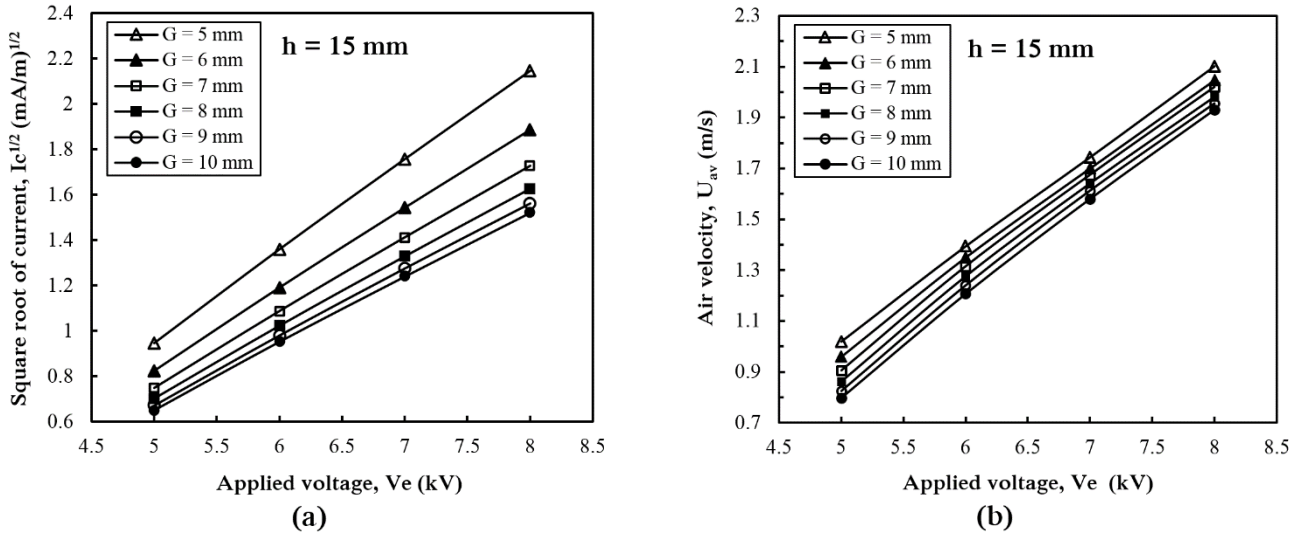 Square root of current, Ic1/2 (mA/m)1/2
2.4
2.2
2
1.8
1.6
1.4
1.2
1
0.8
0.6
G = 5 mm
G = 6 mm
G = 7 mm
G = 8 mm
G = 9 mm
G = 10 mm
h = 15 mm
4.5 5 5.5 6 6.5 7 7.5 8 8.5
Applied voltage, Ve (kV)
(a)
Air velocity, Uav (m/s)
2.3
2.1
1.9
1.7
1.5
1.3
1.1
0.9
0.7
G = 5 mm
G = 6 mm
G = 7 mm
G = 8 mm
G = 9 mm
G = 10 mm
h = 15 mm
4.5 5 5.5 6 6.5 7 7.5 8 8.5
Applied voltage, Ve (kV)
(b)